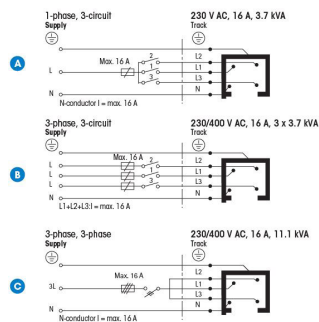 1-phase, 3-circuit
Supply
230 V AC, 16 A, 3.7 kVA
Track
A
Max. 16 A
2
1
3
L
N
L2
L1
L3
N
N-conductor I = max. 16 A
3-phase, 3-circuit
Supply
230/400 V AC, 16 A, 3 x 3.7 kVA
Track
B
Max. 16 A
2
1
3
L
L
L
N
L2
L1
L3
N
L1+L2+L3:I = max. 16 A
3-phase, 3-phase
Supply
230/400 V AC, 16 A, 11.1 kVA
Track
C
Max. 16 A
3L
N
L2
L1
L3
N
N-conductor I = max. 16 A